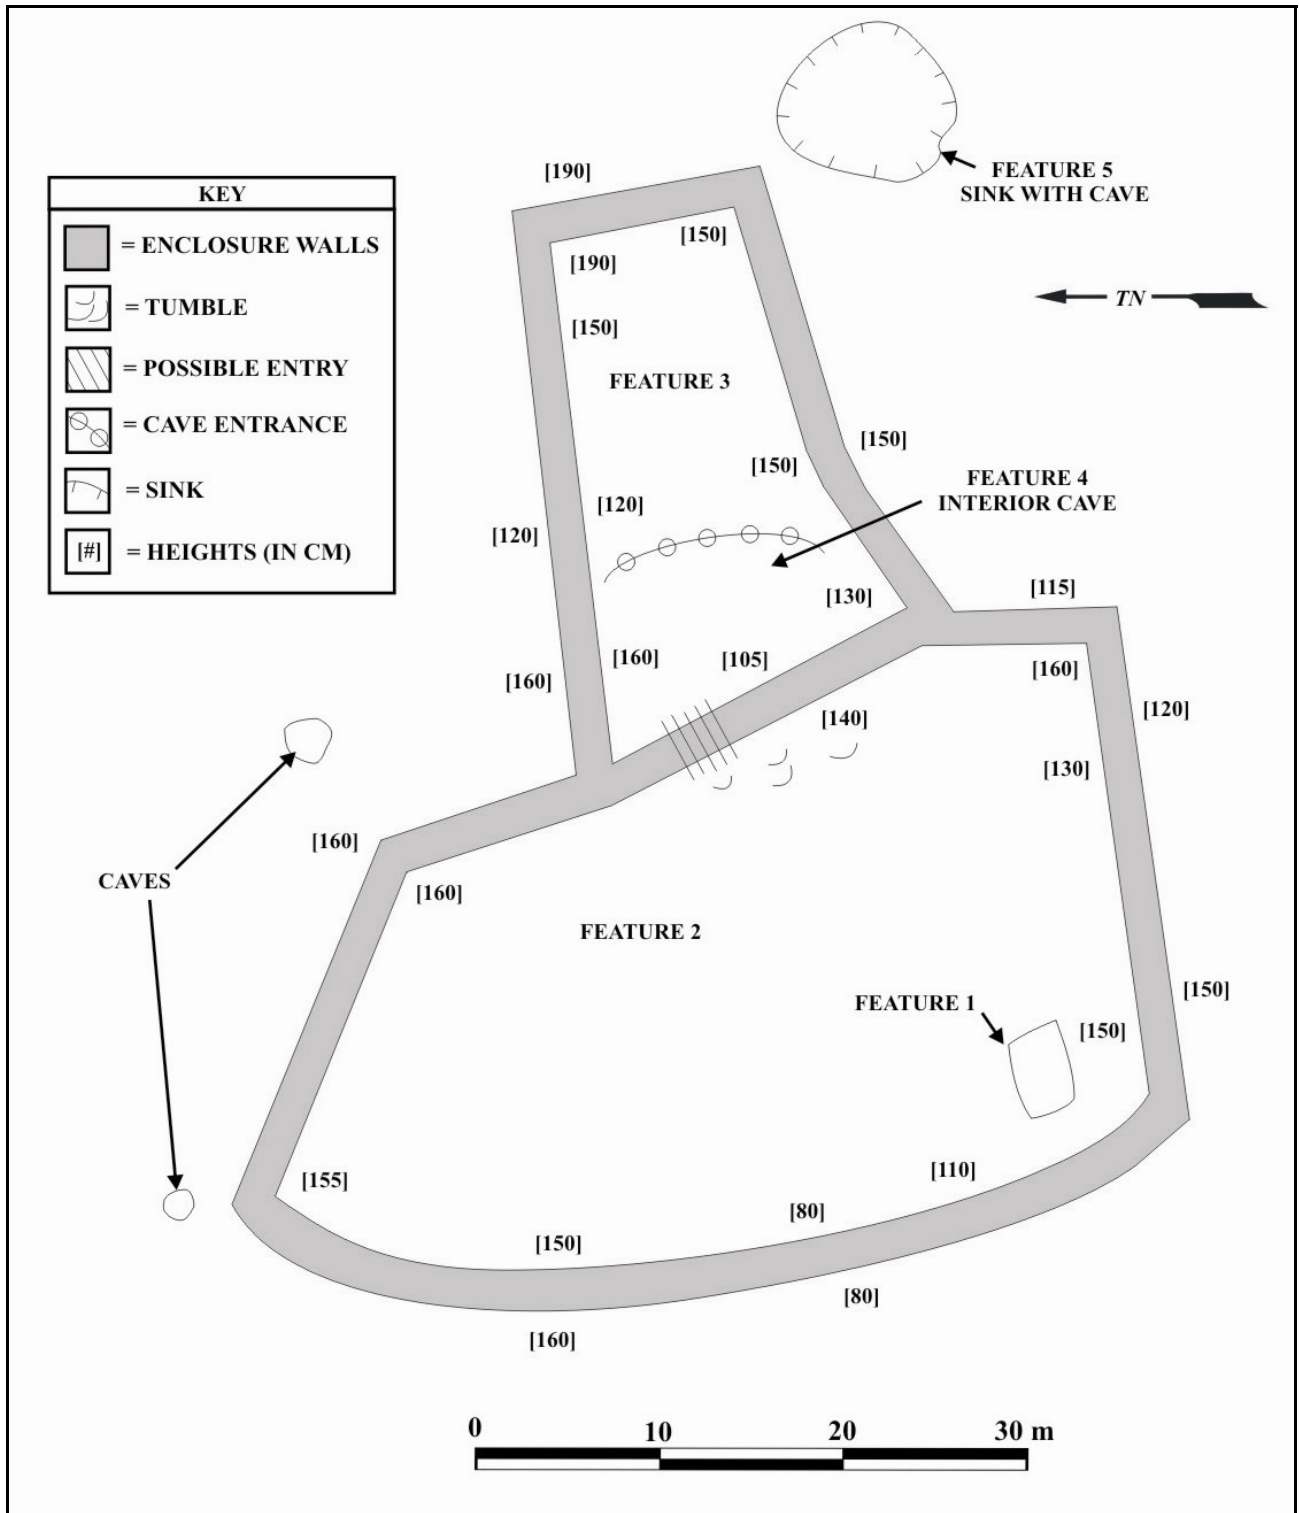 KEY
= ENCLOSURE WALLS
= TUMBLE
= POSSIBLE ENTRY
= CAVE ENTRANCE
= SINK
[#] = HEIGHTS (IN CM)
FEATURE 5
SINK WITH CAVE
[190]
[150]
[190]
TN
[150]
FEATURE 3
[150]
[150]
FEATURE 4
INTERIOR CAVE
[120]
[120]
[130]
[115]
[160]
[105]
[160]
[160]
[120]
[140]
[130]
[160]
CAVES
[160]
FEATURE 2
[150]
FEATURE 1
[150]
[155]
[110]
[80]
[150]
[80]
[160]
0 10 20 30 m